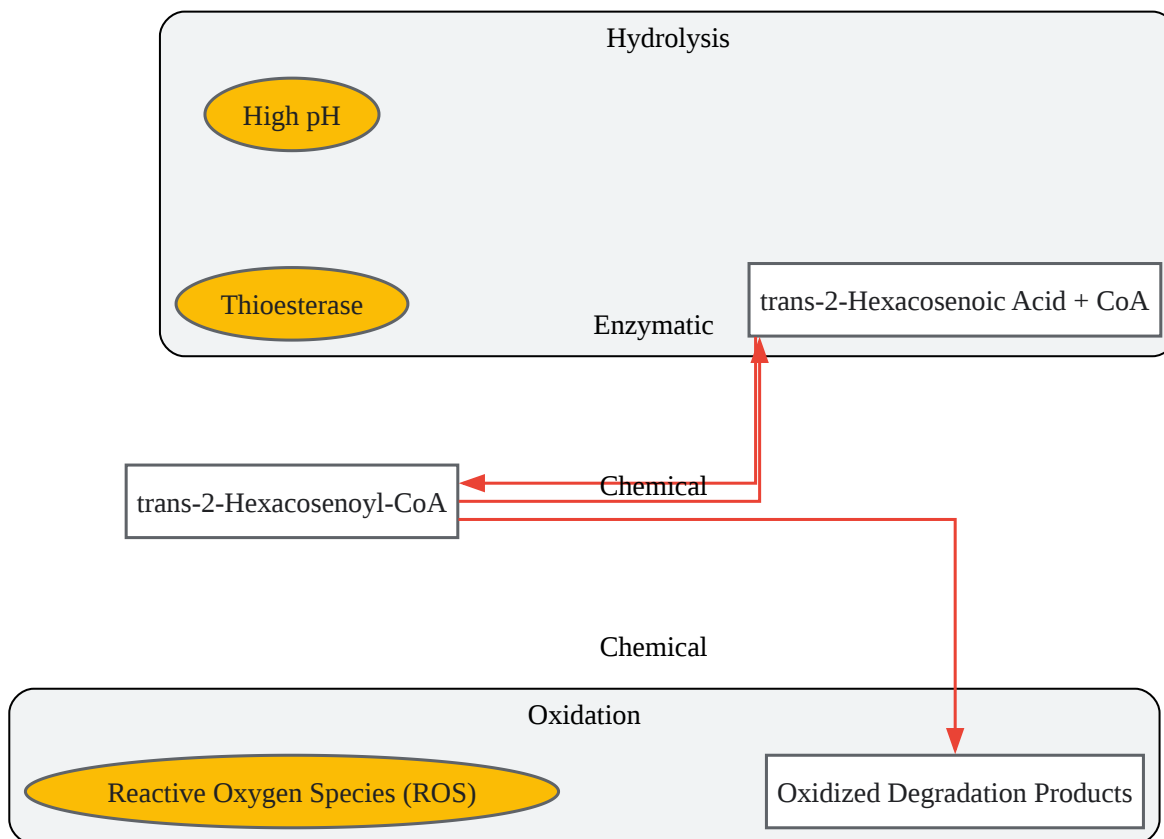 Hydrolysis
High pH
Thioesterase
trans-2-Hexacosenoic Acid + CoA
Enzymatic
trans-2-Hexacosenoyl-CoA
Chemical
Chemical
Oxidation
Reactive Oxygen Species (ROS)
Oxidized Degradation Products